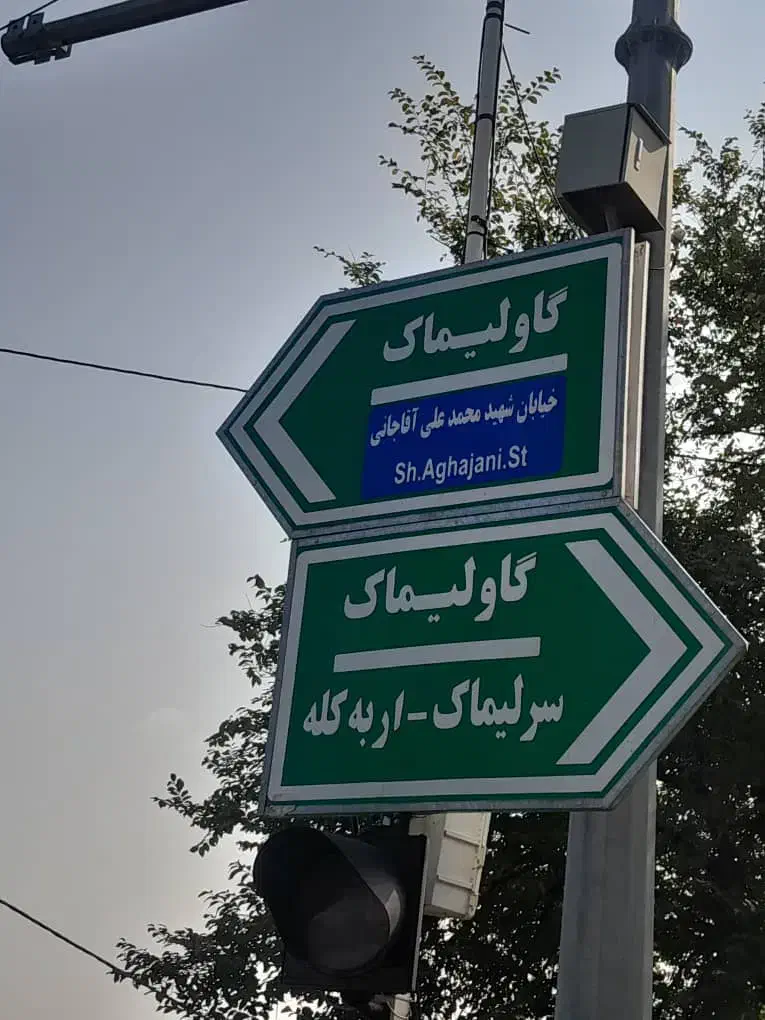 گاولیماک
خیابان شهید محمد علی آقاجانی
Sh.Aghajani.St
گاولیماک
سرلیماک-اربه کله